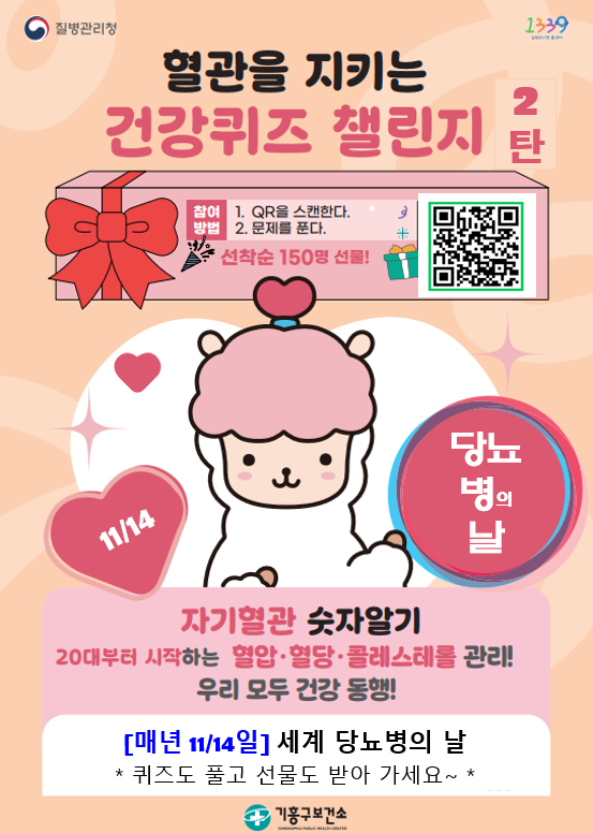 질병관리청
1339
혈관을 지키는
건강퀴즈 챌린지
2
탄
참여
방법
1. QR을 스캔한다.
2. 문제를 푼다.
선착순 150명 선물!
11/14
당뇨
병의
날
자기혈관 숫자알기
20대부터 시작하는 혈압·혈당·콜레스테롤 관리!
우리 모두 건강 동행!
[매년 11/14일] 세계 당뇨병의 날
* 퀴즈도 풀고 선물도 받아 가세요~ *
기흥구보건소